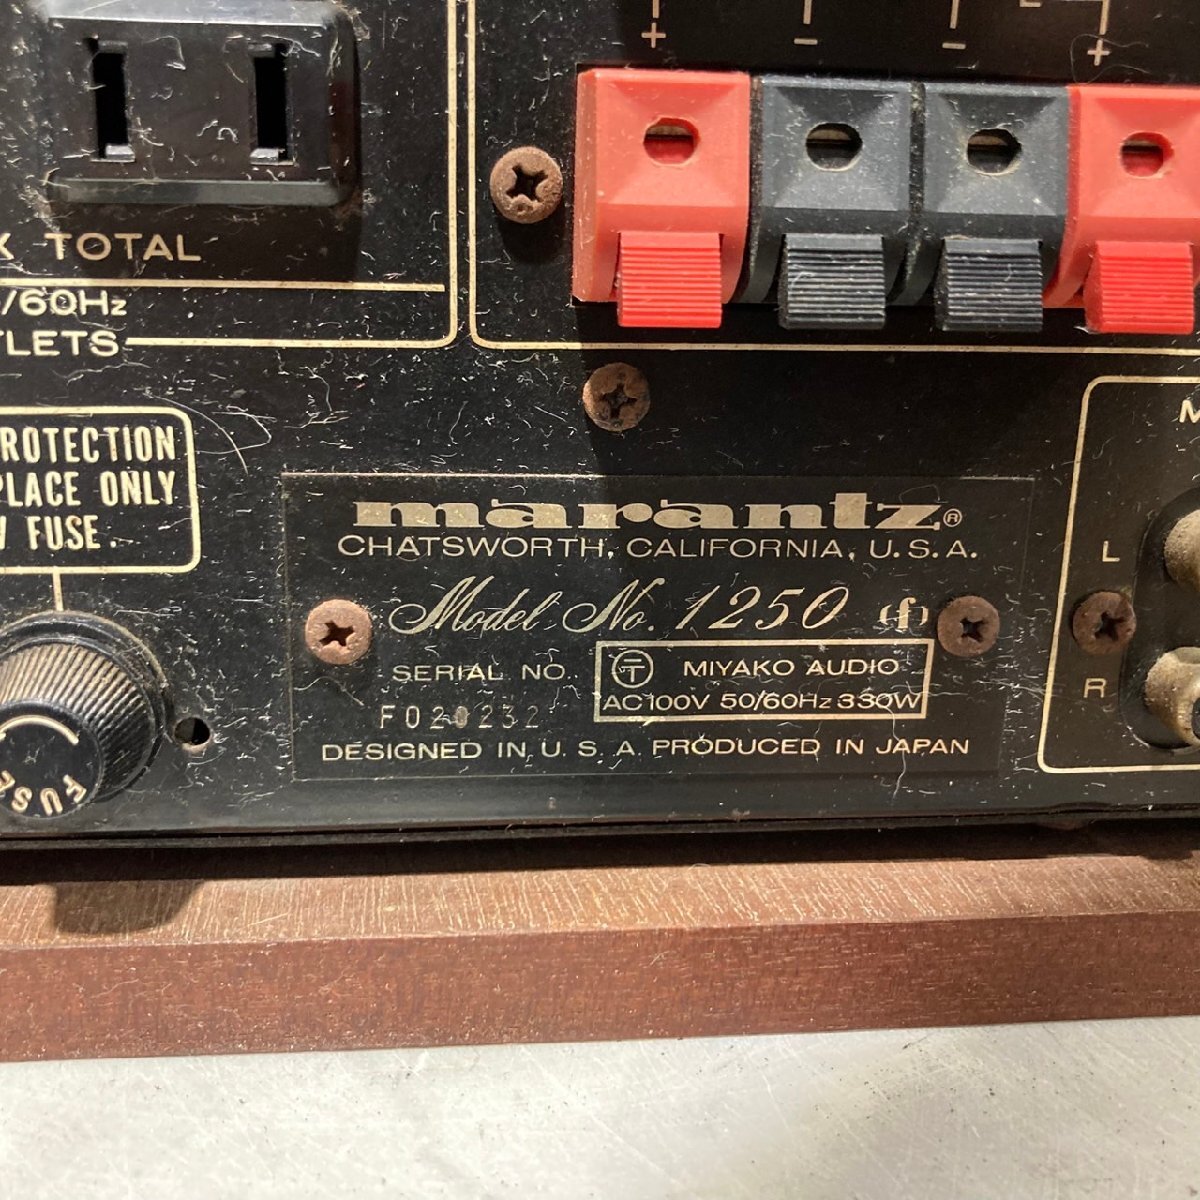 + - - +
TOTAL
/60Hz
TLETS
ROTECTION
PLACE ONLY
FUSE.
marantz®
CHATSWORTH, CALIFORNIA, U.S.A.
Model No. 1250 (f)
SERIAL NO. 〒 MIYAKO AUDIO
AC100V 50/60Hz 330W
F020232
DESIGNED IN U.S.A PRODUCED IN JAPAN
M
L
R
FUSE